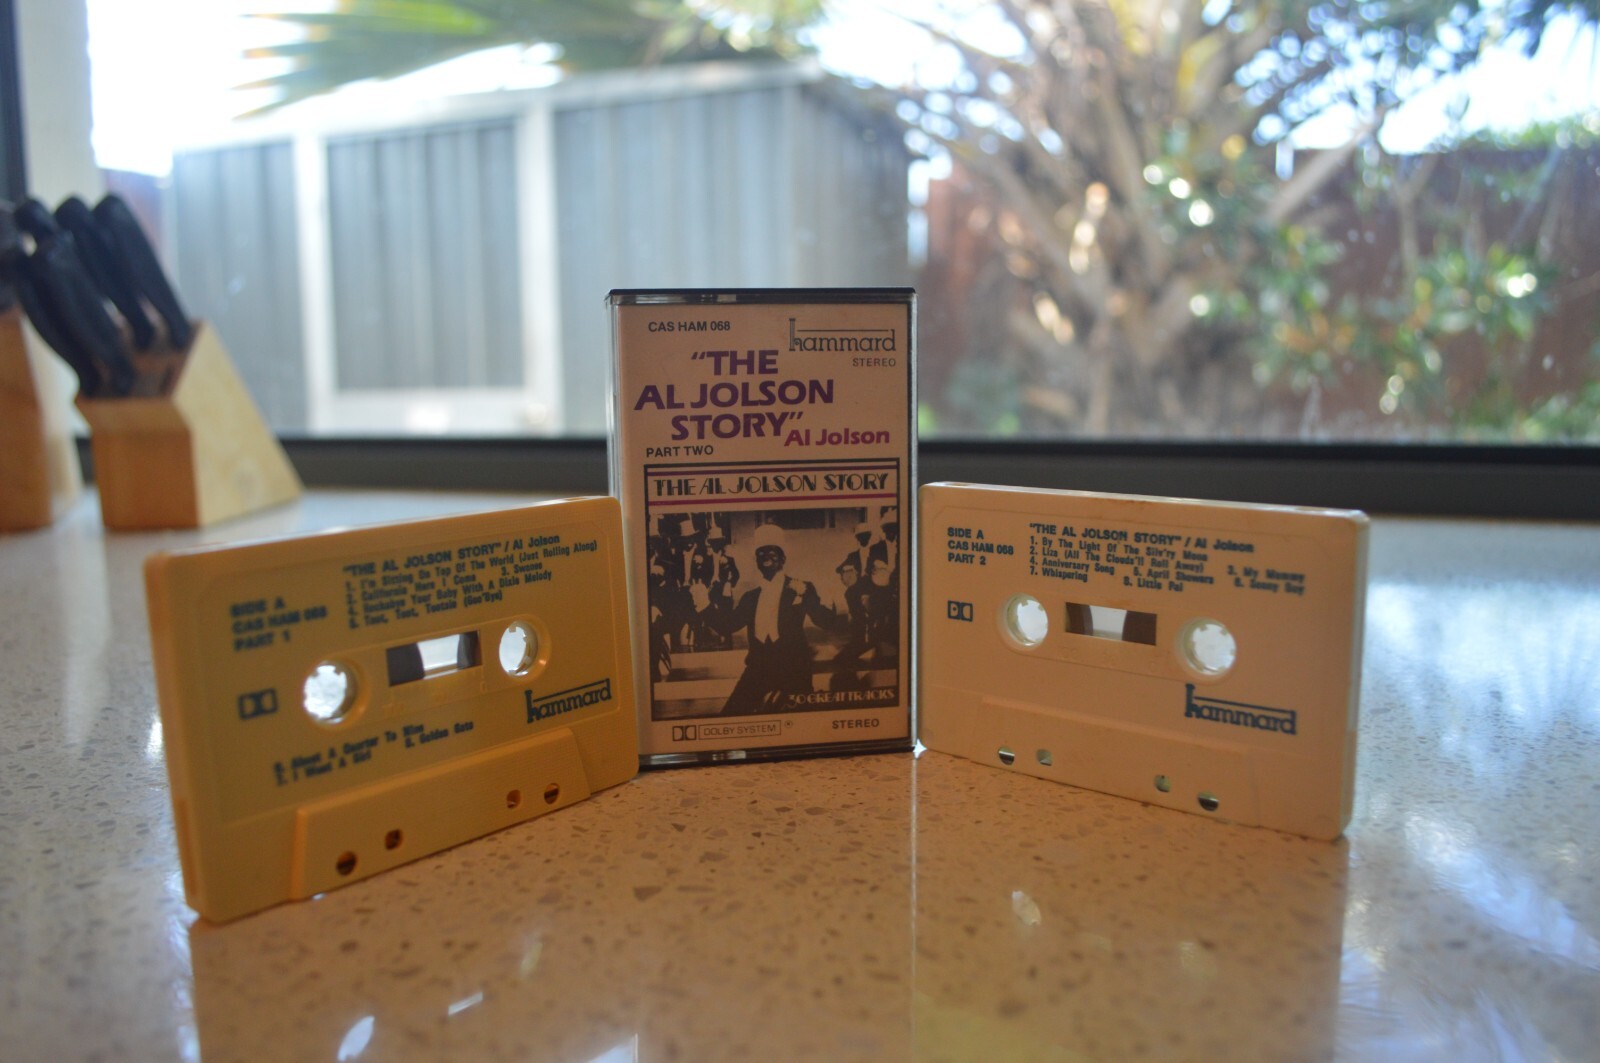 CAS HAM 068
hammard
STEREO
"THE
AL JOLSON
STORY"
Al Jolson
PART TWO
THE AL JOLSON STORY
30 GREAT TRACKS
DOLBY SYSTEM
STEREO
"THE AL JOLSON STORY" / Al Jolson
1. I'm Sitting On Top Of The World (Just Rolling Along)
2. California Here I Come 3. Swanee
4. Rockabye Your Baby With A Dixie Melody
5. Toot, Toot, Tootsie (Goo'Bye)
SIDE A
CAS HAM 068
PART 1
hammard
6. About A Quarter To Nine
7. I Want A Girl 8. Golden Gate
SIDE A
CAS HAM 068
PART 2
"THE AL JOLSON STORY" / Al Jolson
1. By The Light Of The Silv'ry Moon
2. Liza (All The Clouds'll Roll Away) 3. My Mammy
4. Anniversary Song 5. April Showers 6. Sonny Boy
7. Whispering 8. Little Pal
hammard